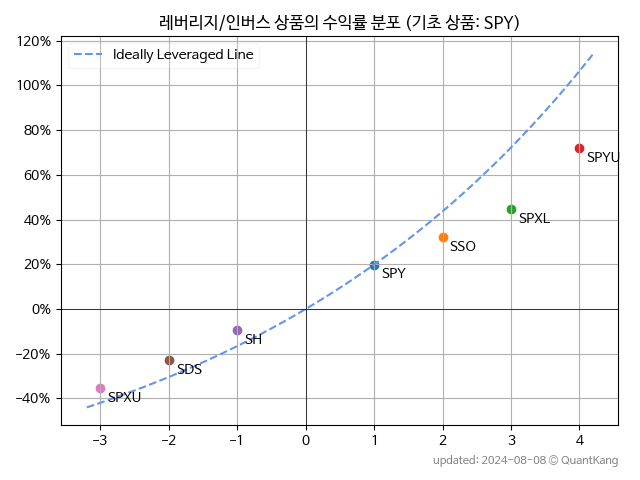 레버리지/인버스 상품의 수익률 분포 (기초 상품: SPY)
120%
Ideally Leveraged Line
100%
80%
SPYU
60%
SPXL
40%
SSO
20%
SPY
0%
SH
−20%
SDS
−40%
SPXU
−3 −2 −1 0 1 2 3 4
updated: 2024-08-08 © QuantKang